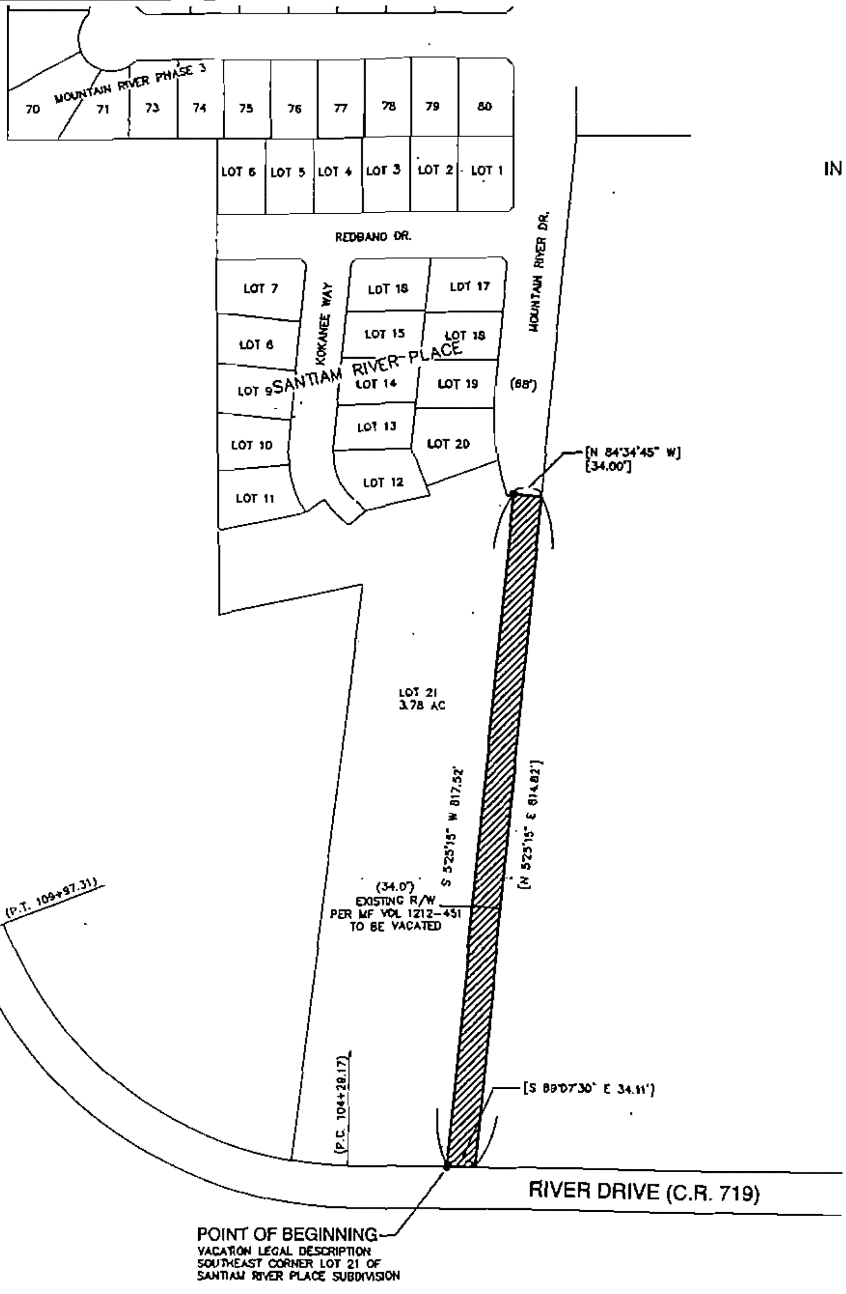 MOUNTAIN RIVER PHASE 3
70
71
73
74
75
76
77
78
79
80
IN
LOT 6
LOT 5
LOT 4
LOT 3
LOT 2
LOT 1
REDBAND DR.
MOUNTAIN RIVER DR.
KOKANEE WAY
LOT 7
LOT 16
LOT 17
LOT 8
LOT 15
LOT 18
SANTIAM RIVER PLACE
LOT 9
LOT 14
LOT 19
(68')
LOT 10
LOT 13
LOT 20
LOT 11
LOT 12
[N 84°34'45" W]
[34.00']
LOT 21
3.78 AC
S 5°25'15" W 817.52'
[N 5°25'15" E 814.82']
(34.0')
EXISTING R/W
PER MF VOL 1212-451
TO BE VACATED
(P.T. 109+97.31)
(P.C. 104+29.17)
[S 89°07'30" E 34.11')
RIVER DRIVE (C.R. 719)
POINT OF BEGINNING
VACATION LEGAL DESCRIPTION
SOUTHEAST CORNER LOT 21 OF
SANTIAM RIVER PLACE SUBDIVISION